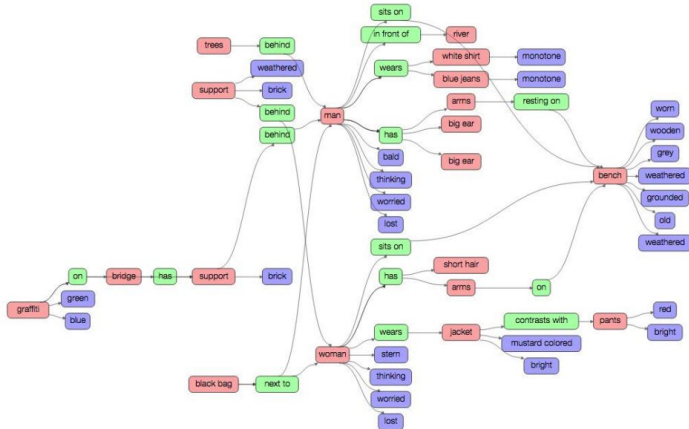 sits on
in front of
river
trees
behind
white shirt
monotone
wears
weathered
blue jeans
monotone
support
brick
arms
resting on
behind
worn
man
big ear
wooden
behind
has
bald
big ear
grey
thinking
bench
weathered
worried
grounded
lost
old
sits on
weathered
short hair
on
bridge
has
support
brick
has
arms
on
green
graffiti
blue
red
contrasts with
pants
wears
jacket
bright
mustard colored
woman
stern
bright
thinking
black bag
next to
worried
lost